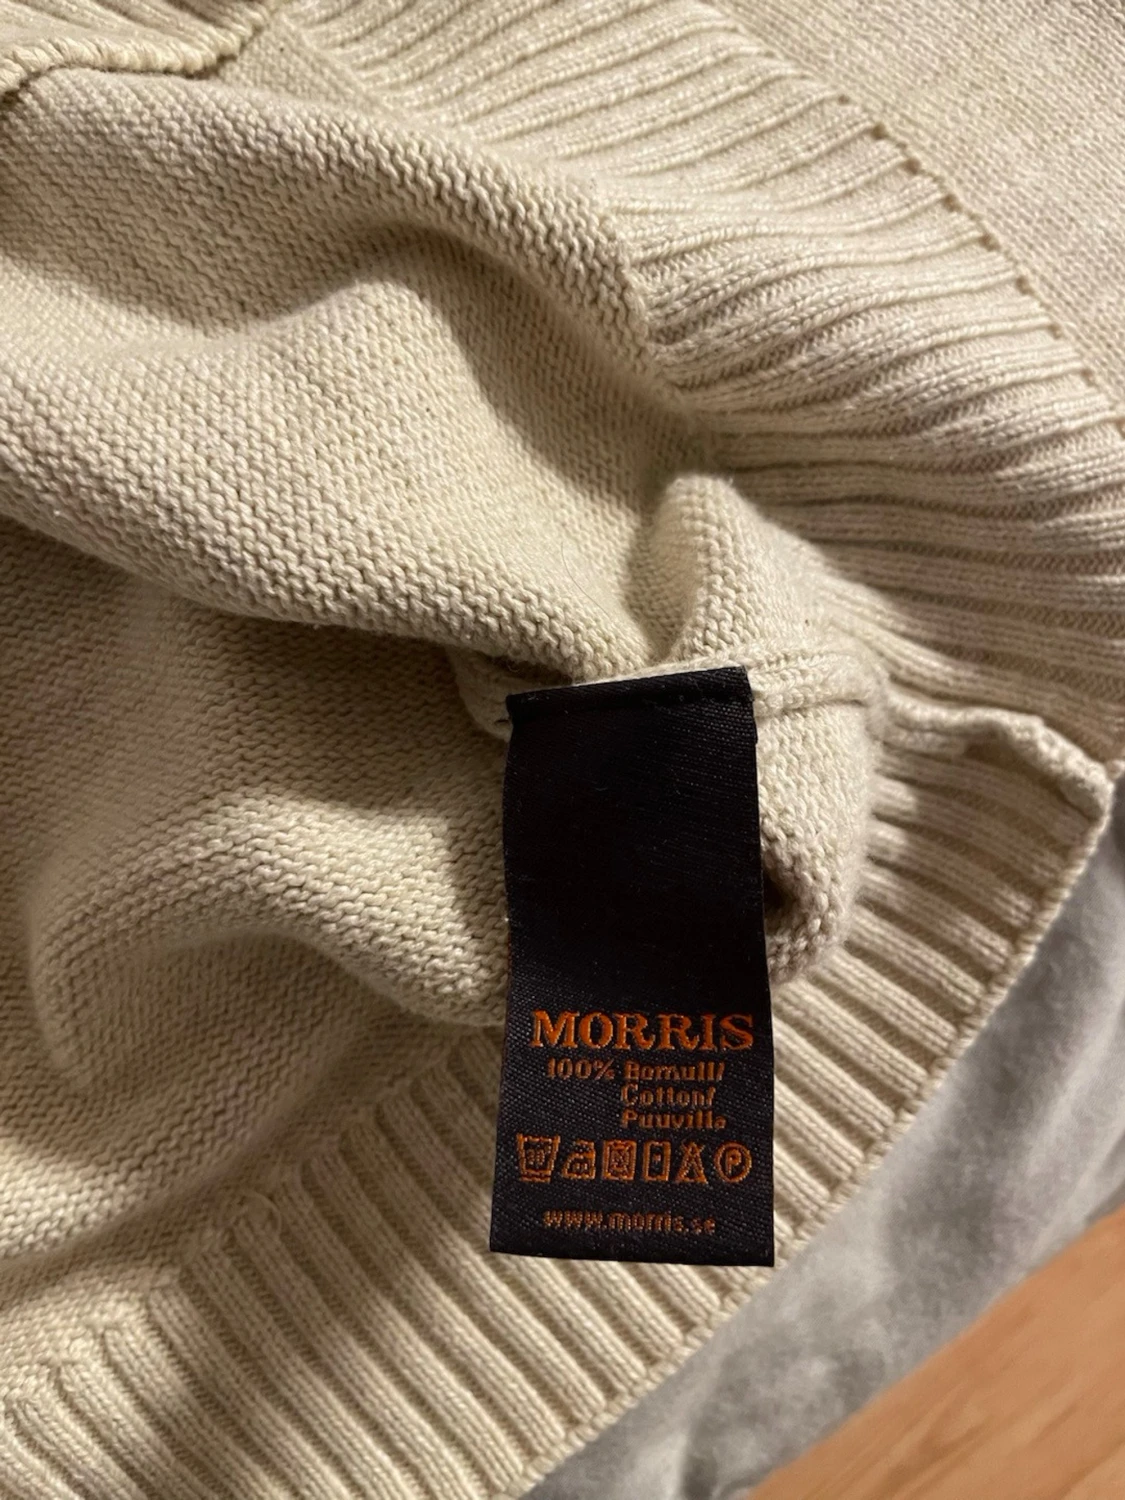 MORRIS
100% Bomull/
Cotton/
Puuvilla
P
www.morris.se